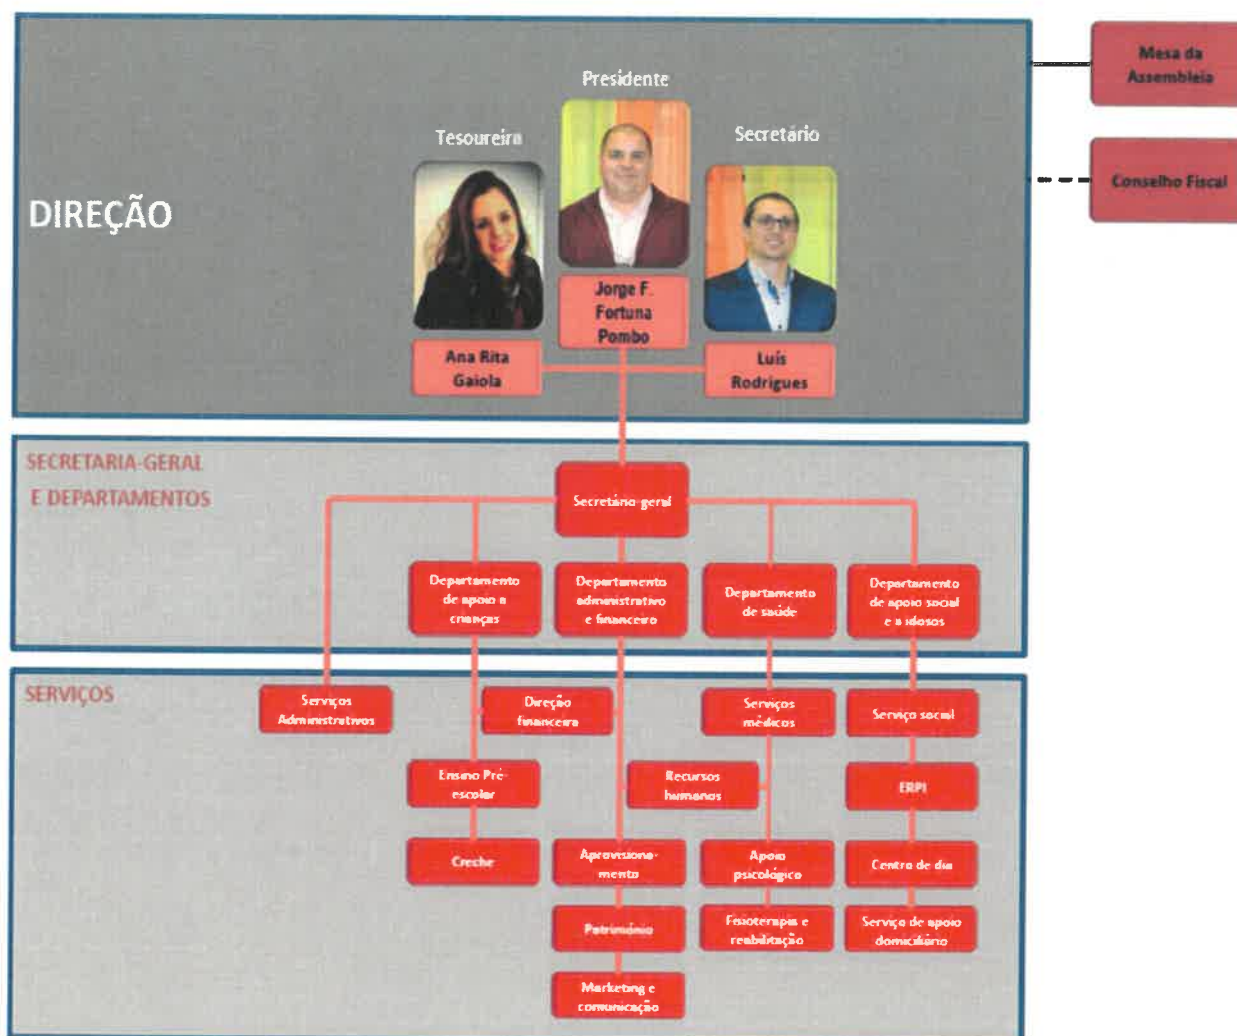 Mesa da
Assembleia
Presidente
Tesoureira
Secretário
Conselho Fiscal
DIREÇÃO
Jorge F.
Fortuna
Pombo
Ana Rita
Gaiola
Luís
Rodrigues
SECRETARIA-GERAL
E DEPARTAMENTOS
Secretário-geral
Departamento
de apoio a
crianças
Departamento
administrativo
e financeiro
Departamento
de saúde
Departamento
de apoio social
e a idosos
SERVIÇOS
Serviços
Administrativos
Direção
financeira
Serviços
médicos
Serviço social
Ensino Pré-
escolar
Recursos
humanos
ERPI
Creche
Aprovisiona-
mento
Apoio
psicológico
Centro de dia
Património
Fisioterapia e
reabilitação
Serviço de apoio
domiciliário
Marketing e
comunicação